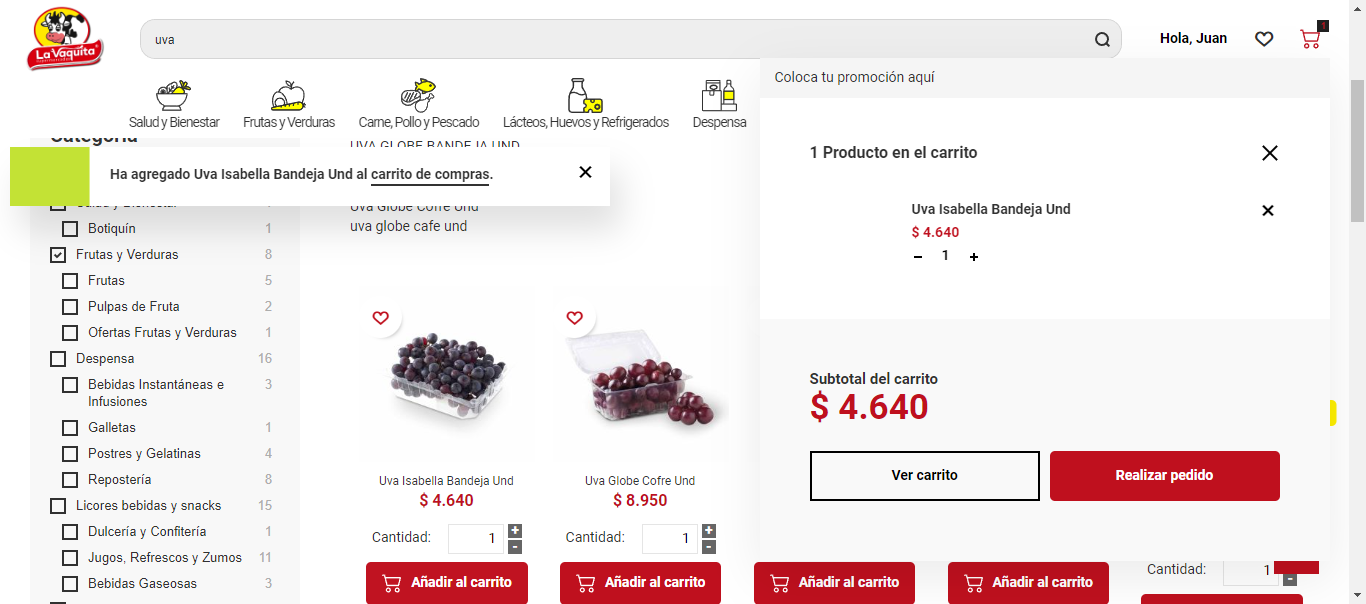 La Vaquita
uva
Hola, Juan
1
Salud y Bienestar
Frutas y Verduras
Carne, Pollo y Pescado
Lácteos, Huevos y Refrigerados
Despensa
Coloca tu promoción aquí
Categoría
UVA GLOBE BANDEJA UND
Ha agregado Uva Isabella Bandeja Und al carrito de compras.
1 Producto en el carrito
Uva Isabella Bandeja Und
$ 4.640
- 1 +
Subtotal del carrito
$ 4.640
Ver carrito
Realizar pedido
Salud y Bienestar 1
Botiquín 1
Frutas y Verduras 8
Frutas 5
Pulpas de Fruta 2
Ofertas Frutas y Verduras 1
Despensa 16
Bebidas Instantáneas e 3
Infusiones
Galletas 1
Postres y Gelatinas 4
Repostería 8
Licores bebidas y snacks 15
Dulcería y Confitería 1
Jugos, Refrescos y Zumos 11
Bebidas Gaseosas 3
Uva Globe Cofre Und
uva globe cafe und
Uva Isabella Bandeja Und
$ 4.640
Cantidad: 1 + -
Añadir al carrito
Uva Globe Cofre Und
$ 8.950
Cantidad: 1 + -
Añadir al carrito
Añadir al carrito
Añadir al carrito
Cantidad: 1 -